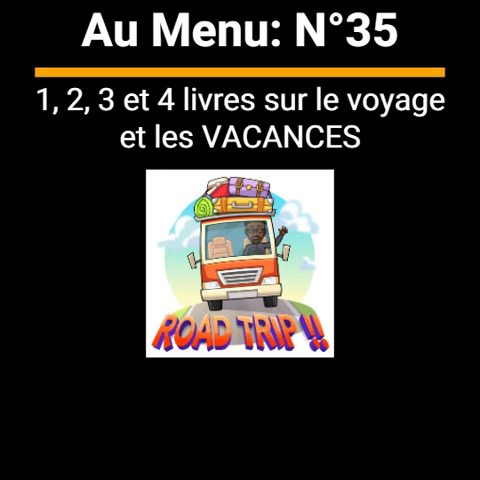 Au Menu: N°35
1, 2, 3 et 4 livres sur le voyage
et les VACANCES
ROAD TRIP !!